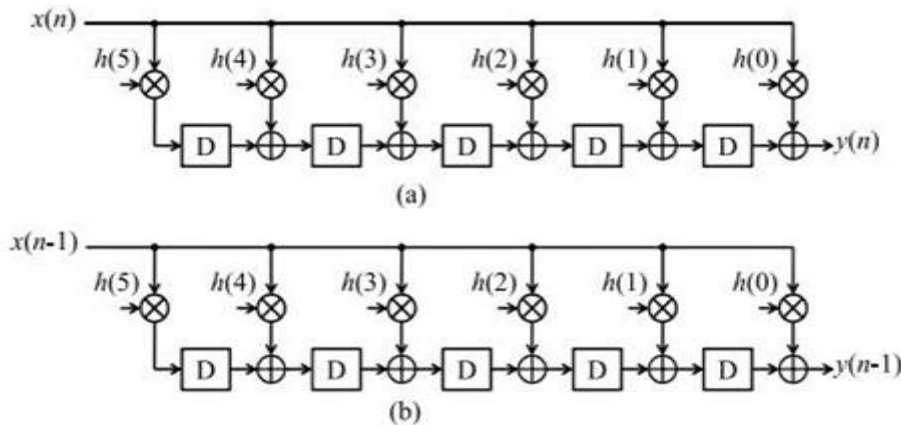 x(n)
h(5) h(4) h(3) h(2) h(1) h(0)
D D D D D y(n)
(a)
x(n-1)
h(5) h(4) h(3) h(2) h(1) h(0)
D D D D D y(n-1)
(b)